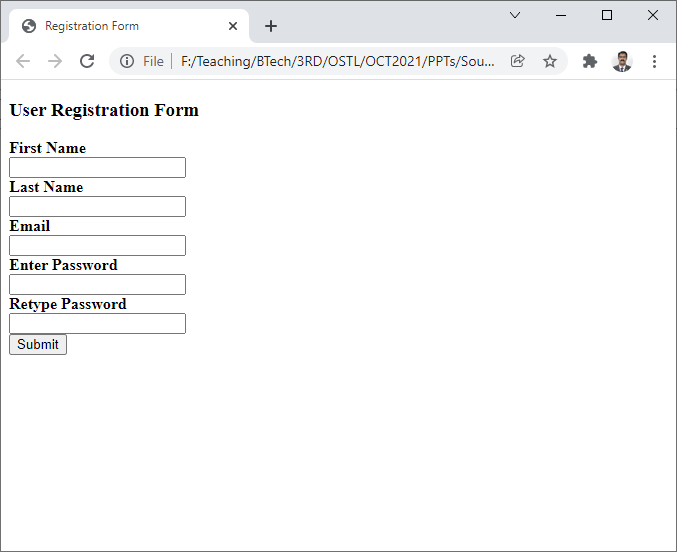 Registration Form
File | F:/Teaching/BTech/3RD/OSTL/OCT2021/PPTs/Sou...
User Registration Form
First Name
Last Name
Email
Enter Password
Retype Password
Submit